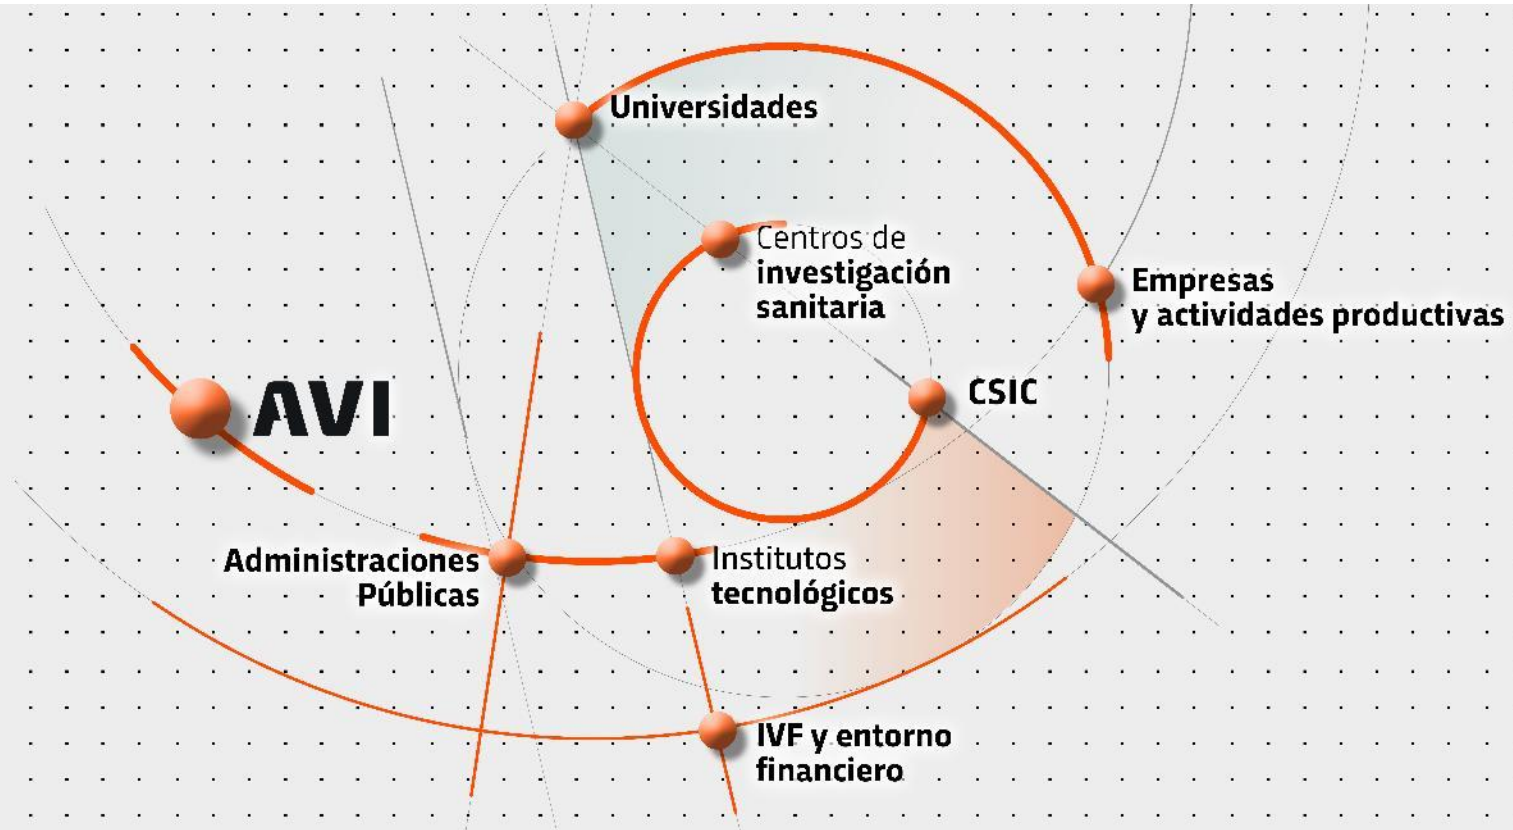 Universidades
Centros de
investigación
sanitaria
Empresas
y actividades productivas
AVI
CSIC
Administraciones
Públicas
Institutos
tecnológicos
IVF y entorno
financiero